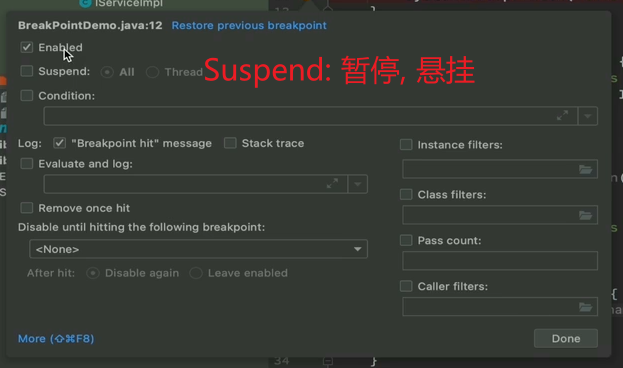 IServiceImpl
BreakPointDemo.java:12 Restore previous breakpoint
Enabled
Suspend: All Thread
Suspend: 暂停, 悬挂
Condition:
Log: "Breakpoint hit" message Stack trace
Evaluate and log:
Remove once hit
Disable until hitting the following breakpoint:
<None>
After hit: Disable again Leave enabled
Instance filters:
Class filters:
Pass count:
Caller filters:
More (⇧⌘F8)
Done
34 }